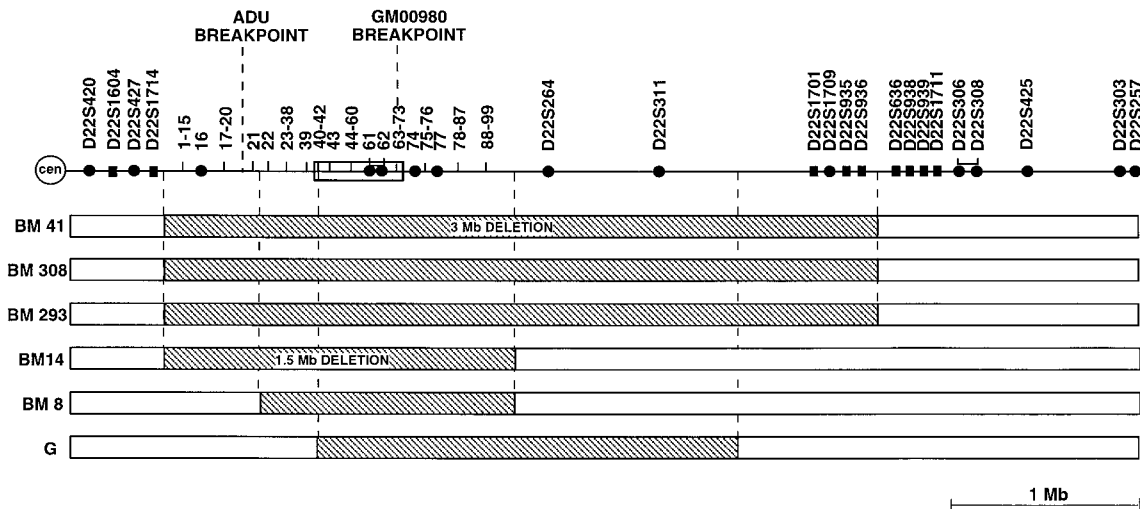 ADU
BREAKPOINT
GM00980
BREAKPOINT
D22S420
D22S1604
D22S427
D22S1714
1-15
16
17-20
21
22
23-38
39
40-42
43
44-60
61
62
63-73
74
75-76
77
78-87
88-99
D22S264
D22S311
D22S1701
D22S1709
D22S935
D22S936
D22S636
D22S938
D22S939
D22S1711
D22S306
D22S308
D22S425
D22S303
D22S257
cen
BM 41
3 Mb DELETION
BM 308
BM 293
BM14
1.5 Mb DELETION
BM 8
G
1 Mb